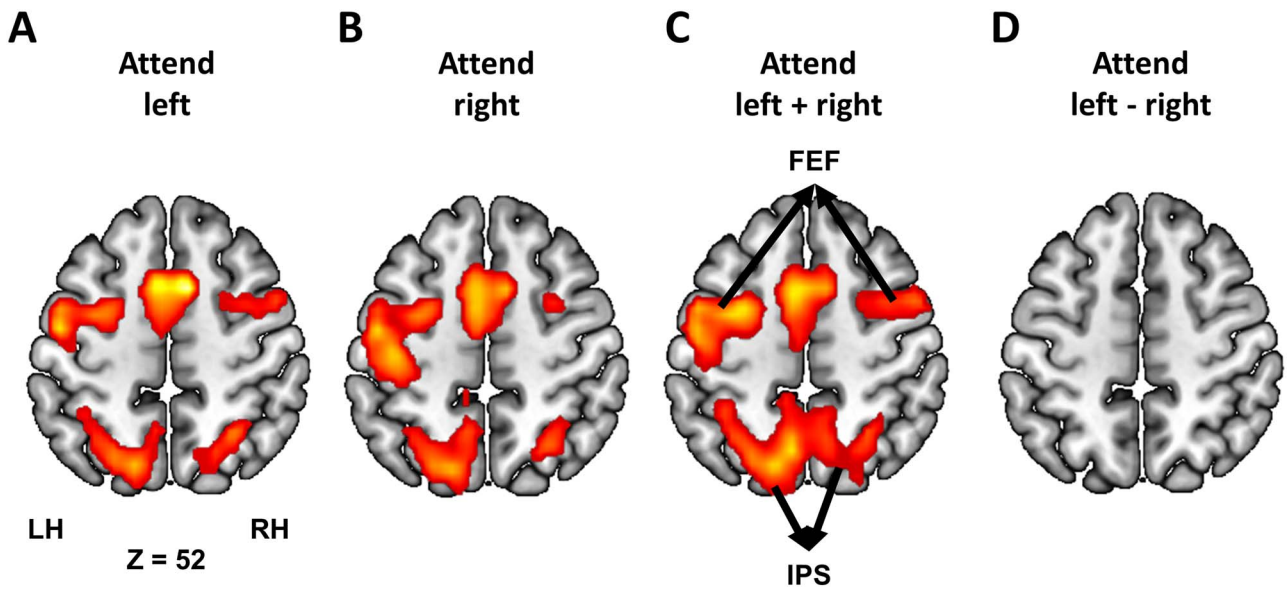 A
Attend
left
B
Attend
right
C
Attend
left + right
D
Attend
left - right
FEF
LH
RH
Z = 52
IPS